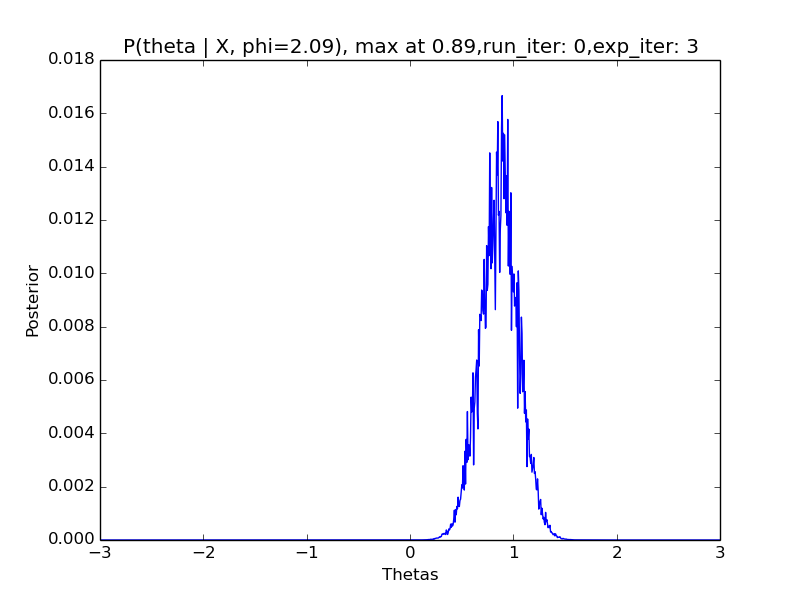 P(theta | X, phi=2.09), max at 0.89,run_iter: 0,exp_iter: 3
0.018
0.016
0.014
0.012
0.010
0.008
0.006
0.004
0.002
0.000
Posterior
−3 −2 −1 0 1 2 3
Thetas